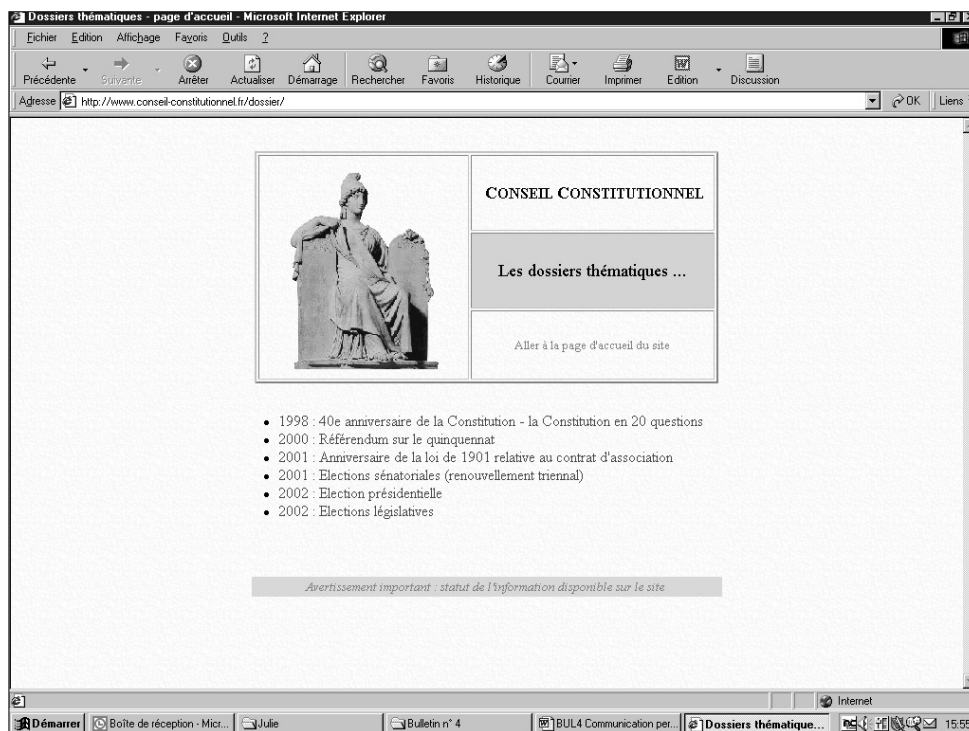 Dossiers thématiques - page d'accueil - Microsoft Internet Explorer
Fichier Edition Affichage Favoris Outils ?
Précédente Suivante Arrêter Actualiser Démarrage Rechercher Favoris Historique Courrier Imprimer Edition Discussion
Adresse http://www.conseil-constitutionnel.fr/dossier/ OK Liens
CONSEIL CONSTITUTIONNEL
Les dossiers thématiques ...
Aller à la page d'accueil du site
• 1998 : 40e anniversaire de la Constitution - la Constitution en 20 questions
• 2000 : Référendum sur le quinquennat
• 2001 : Anniversaire de la loi de 1901 relative au contrat d'association
• 2001 : Elections sénatoriales (renouvellement triennal)
• 2002 : Election présidentielle
• 2002 : Elections législatives
Avertissement important : statut de l'information disponible sur le site
Internet
Démarrer Boîte de réception - Micr... Julie Bulletin n° 4 BUL4 Communication per... Dossiers thématique... 15:55